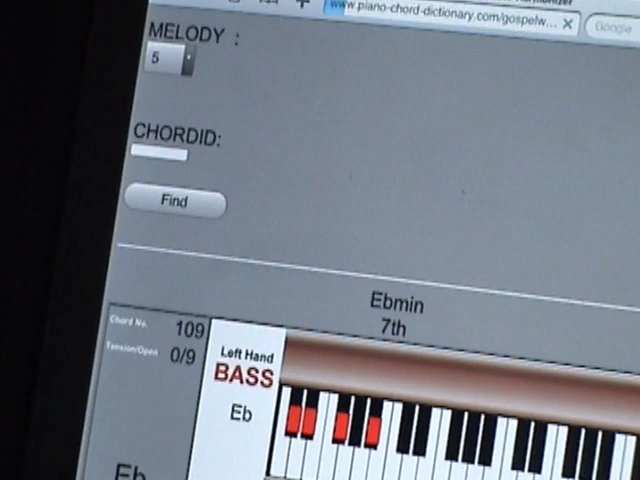 www.piano-chord-dictionary.com/gospelw...
Google
MELODY :
5
CHORDID:
Find
Ebmin
7th
Chord No. 109
Tension/Open 0/9
Left Hand
BASS
Eb
Eb